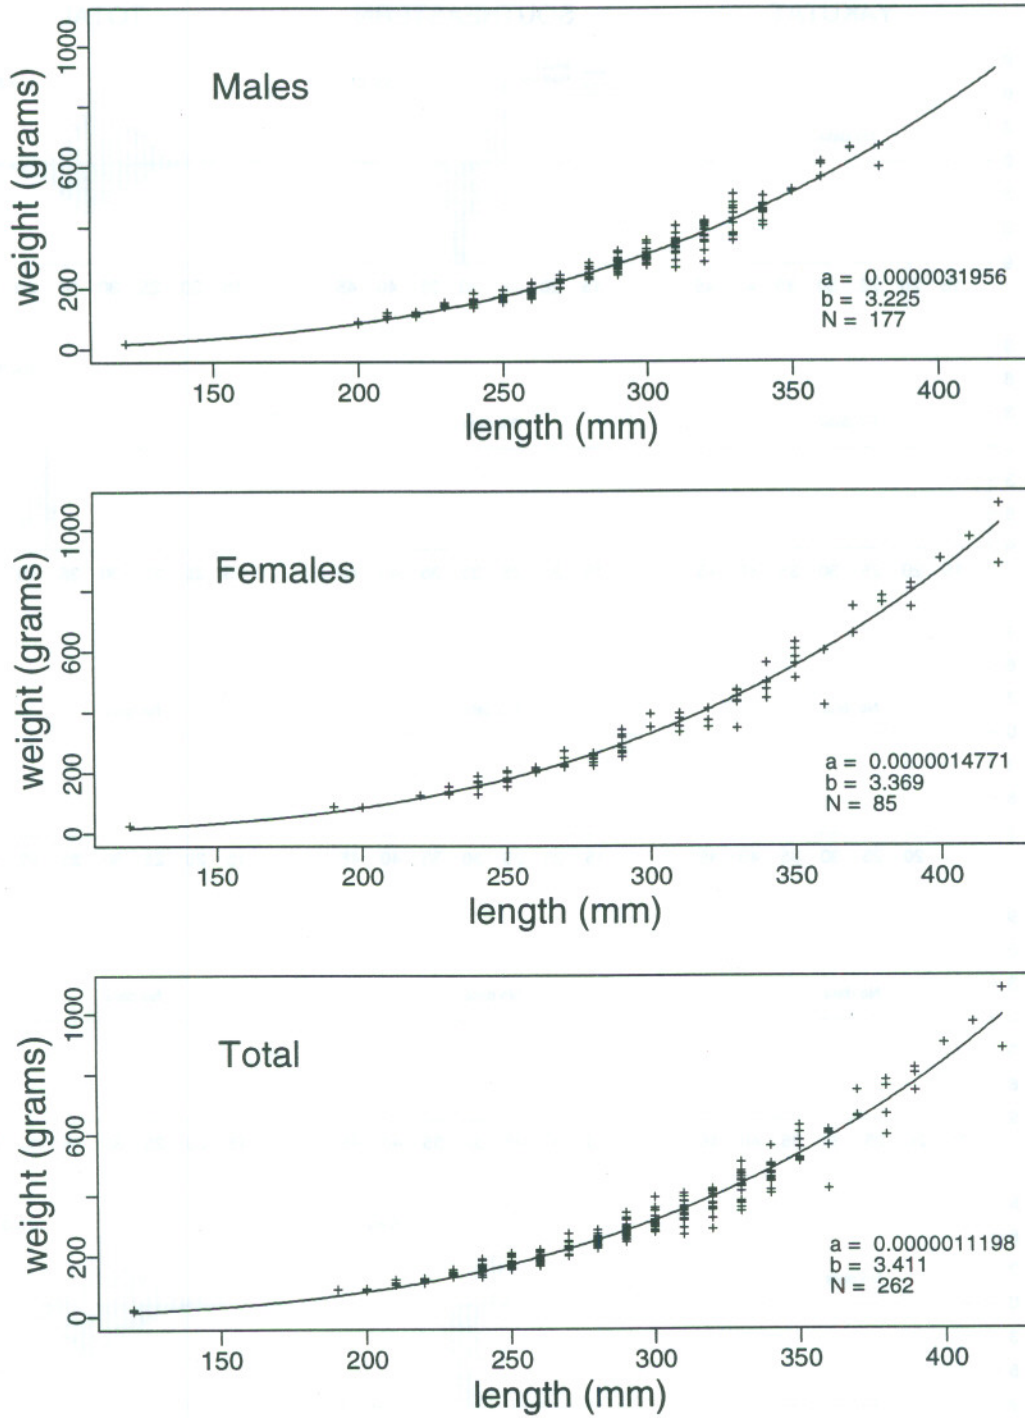 Males
weight (grams)
0 200 600 1000
a = 0.0000031956
b = 3.225
N = 177
150 200 250 300 350 400
length (mm)
Females
weight (grams)
0 200 600 1000
a = 0.0000014771
b = 3.369
N = 85
150 200 250 300 350 400
length (mm)
Total
weight (grams)
0 200 600 1000
a = 0.0000011198
b = 3.411
N = 262
150 200 250 300 350 400
length (mm)